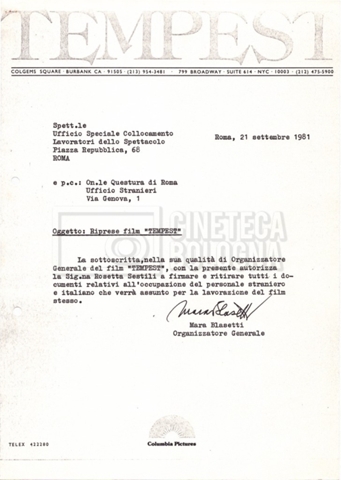 TEMPEST
COLGEMS SQUARE · BURBANK CA · 91505 · (213) 954-3481 · 799 BROADWAY · SUITE 614 · NYC · 10003 · (212) 475-5900
Spett.le
Ufficio Speciale Collocamento
Lavoratori dello Spettacolo
Piazza Repubblica, 68
ROMA
Roma, 21 settembre 1981
e p.c.: On.le Questura di Roma
Ufficio Stranieri
Via Genova, 1
Oggetto: Riprese film "TEMPEST"
CINETECA
BOLOGNA
La sottoscritta, nella sua qualità di Organizzatore
Generale del film "TEMPEST", con la presente autorizza
la Sig.na Rosetta Sestili a firmare e ritirare tutti i do-
cumenti relativi all'occupazione del personale straniero
e italiano che verrà assunto per la lavorazione del film
stesso.
Mara Blasetti
Mara Blasetti
Organizzatore Generale
TELEX
Columbia Pictures